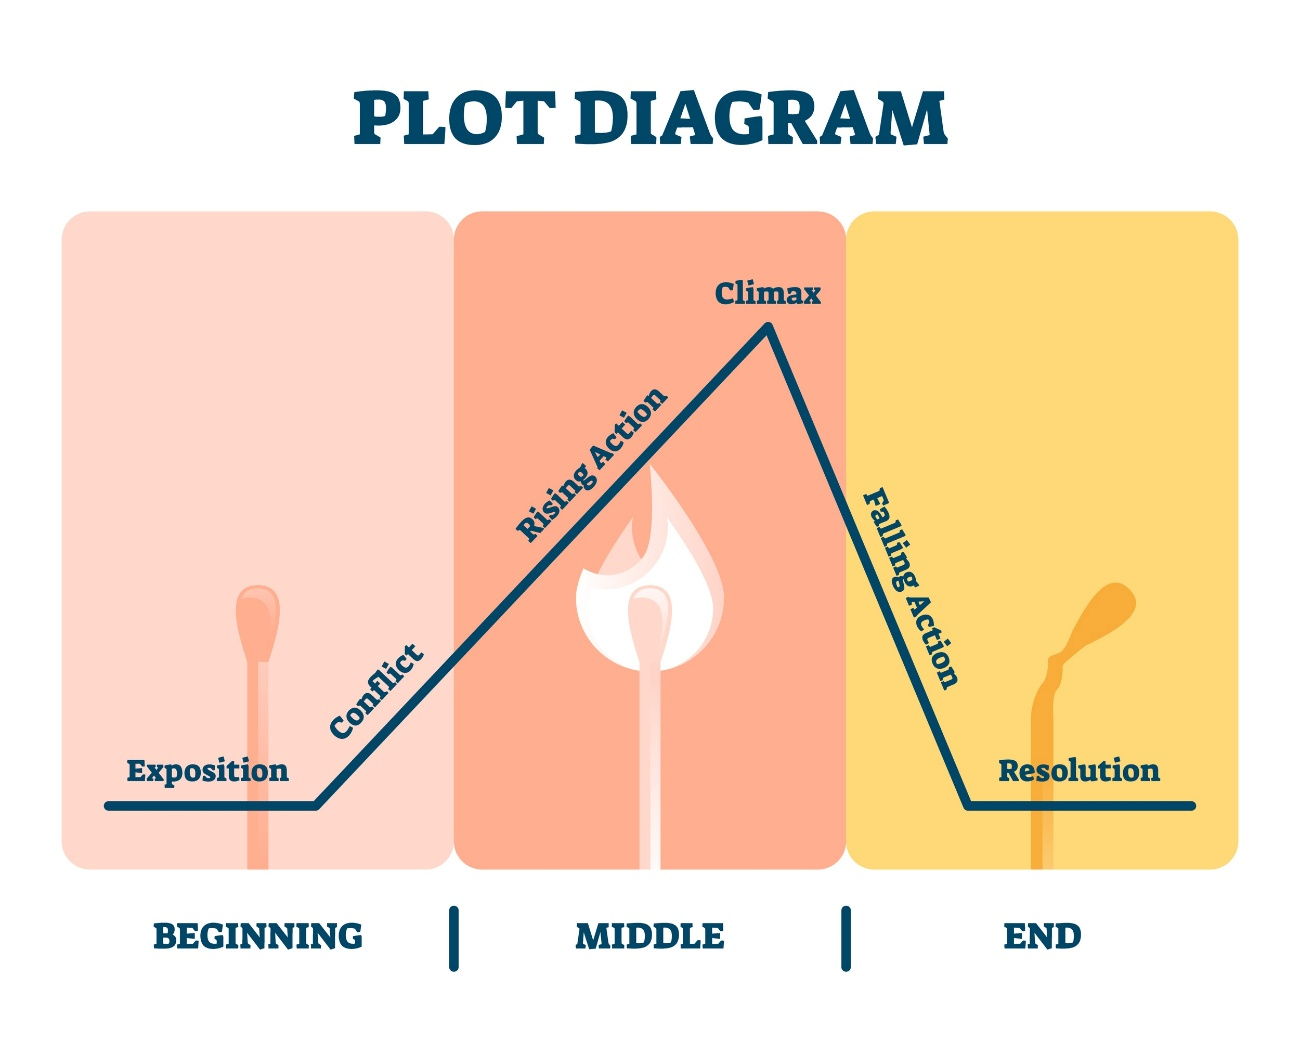 PLOT DIAGRAM
Climax
Rising Action
Falling Action
Conflict
Exposition
Resolution
BEGINNING
MIDDLE
END